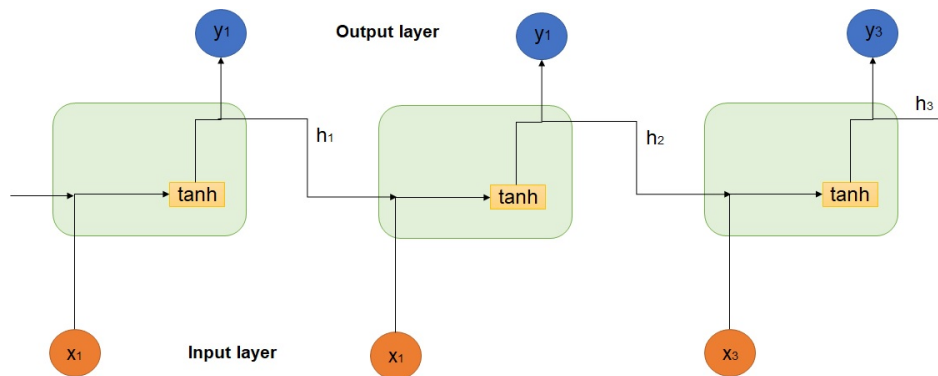 y1
Output layer
y1
y3
h1
h2
h3
tanh
tanh
tanh
x1
Input layer
x1
x3